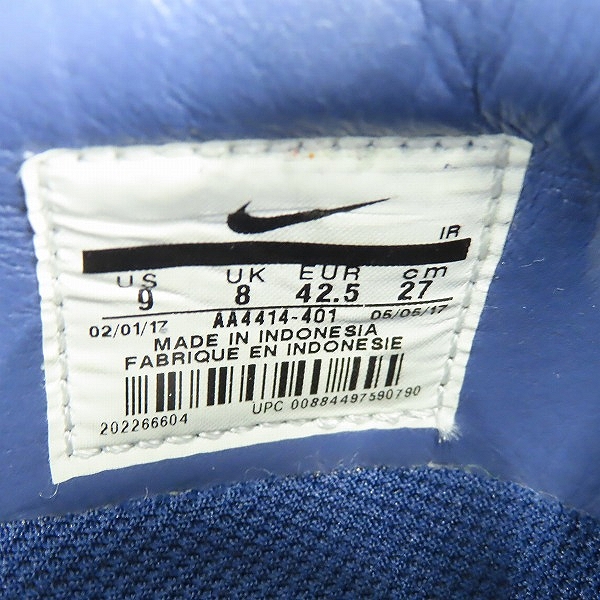 IR
US UK EUR cm
9 8 42.5 27
02/01/17 AA4414-401 05/05/17
MADE IN INDONESIA
FABRIQUE EN INDONESIE
202266604 UPC 00884497590790